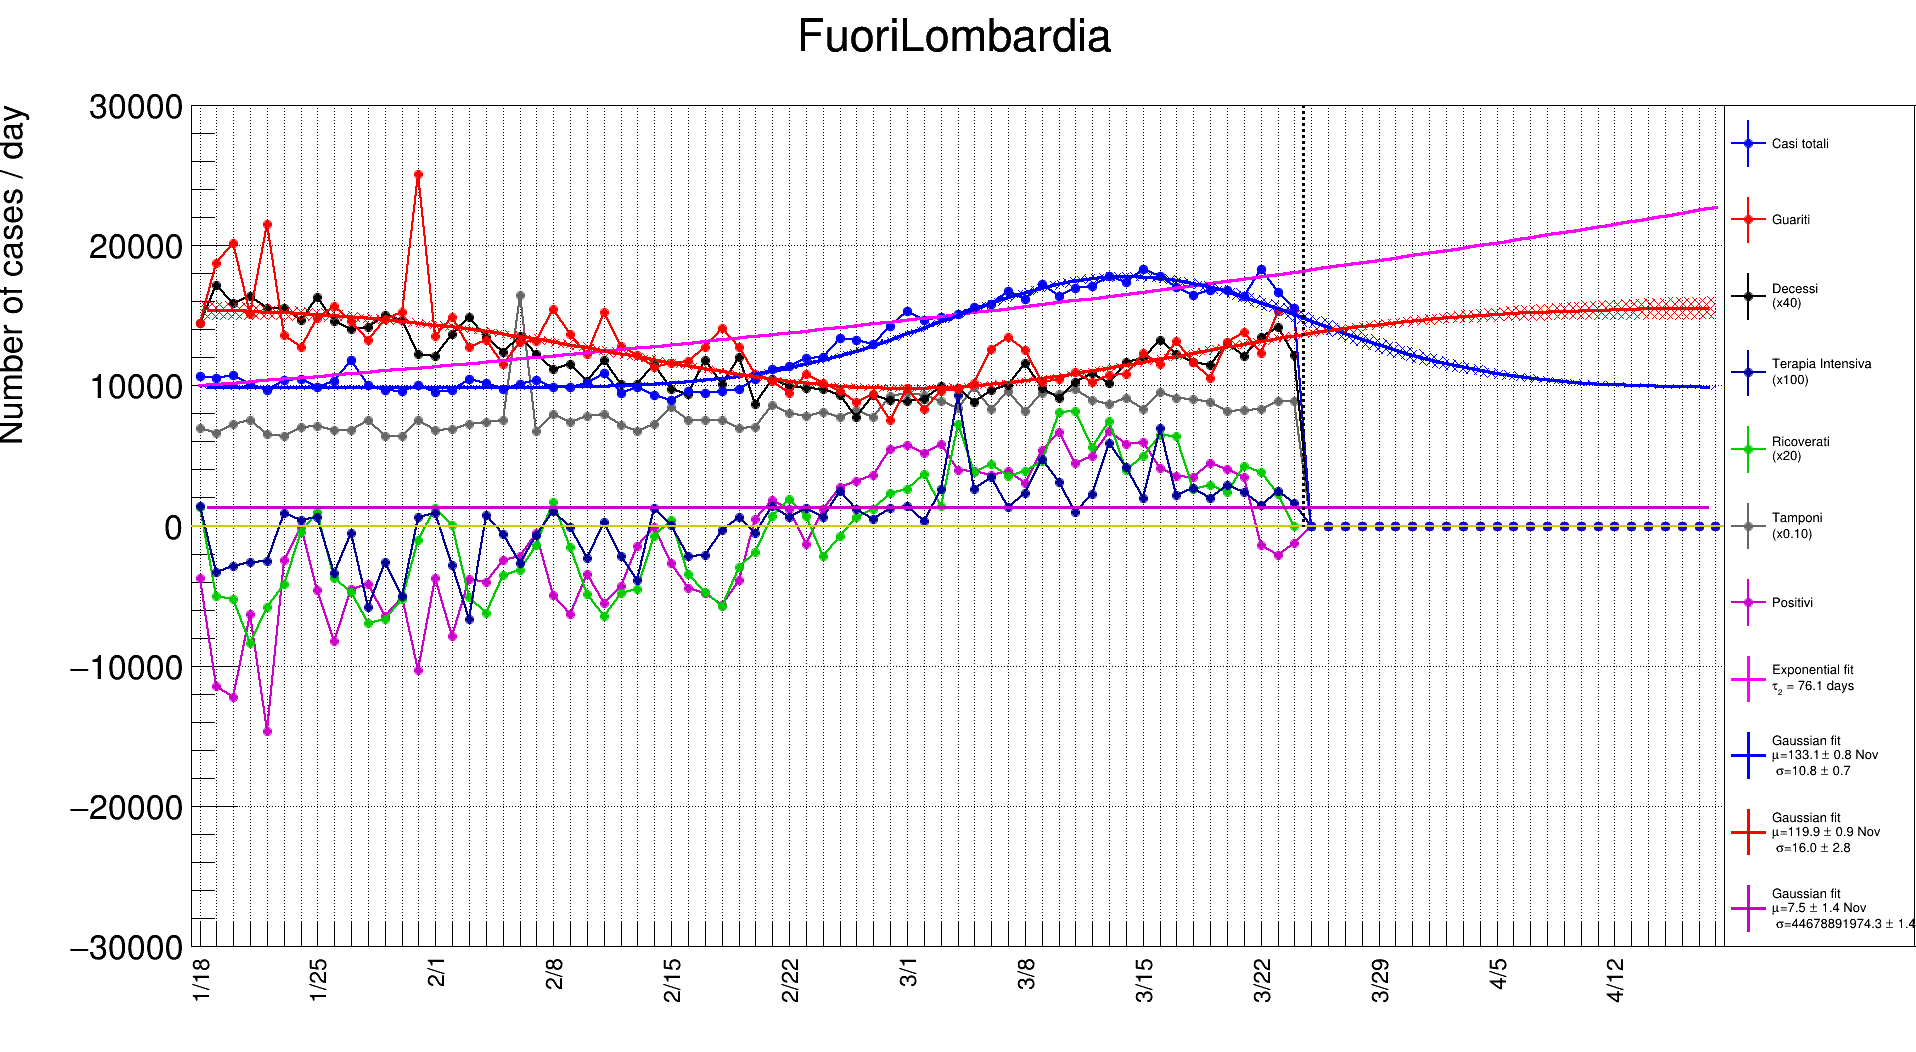 FuoriLombardia
Number of cases / day
30000
20000
10000
0
−10000
−20000
−30000
1/18
1/25
2/1
2/8
2/15
2/22
3/1
3/8
3/15
3/22
3/29
4/5
4/12
Casi totali
Guariti
Decessi
(x40)
Terapia Intensiva
(x100)
Ricoverati
(x20)
Tamponi
(x0.10)
Positivi
Exponential fit
τ2 = 76.1 days
Gaussian fit
μ=133.1 ± 0.8 Nov
σ=10.8 ± 0.7
Gaussian fit
μ=119.9 ± 0.9 Nov
σ=16.0 ± 2.8
Gaussian fit
μ=7.5 ± 1.4 Nov
σ=44678891974.3 ± 1.4